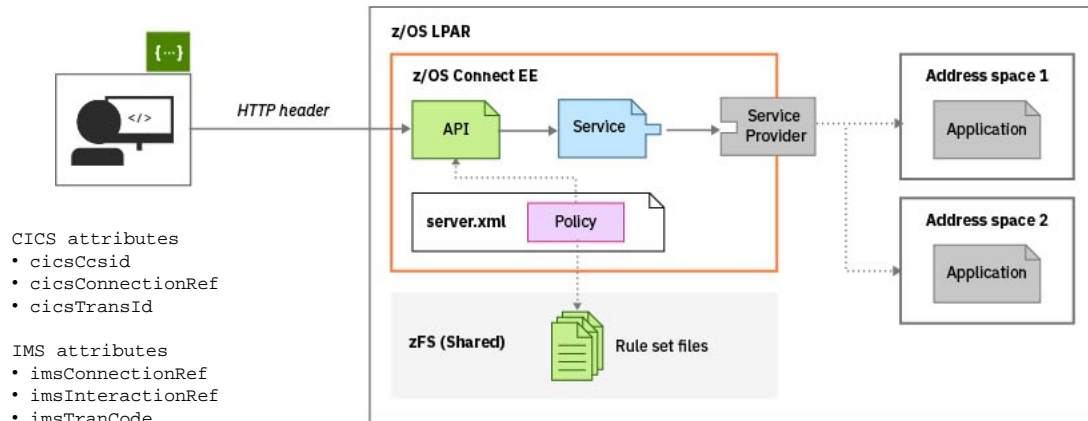 z/OS LPAR
{...}
z/OS Connect EE
Address space 1
</>
HTTP header
API
Service
Service
Provider
Application
server.xml
Policy
Address space 2
Application
CICS attributes
• cicsCcsid
• cicsConnectionRef
• cicsTransId
zFS (Shared)
Rule set files
IMS attributes
• imsConnectionRef
• imsInteractionRef
• imsTranCode